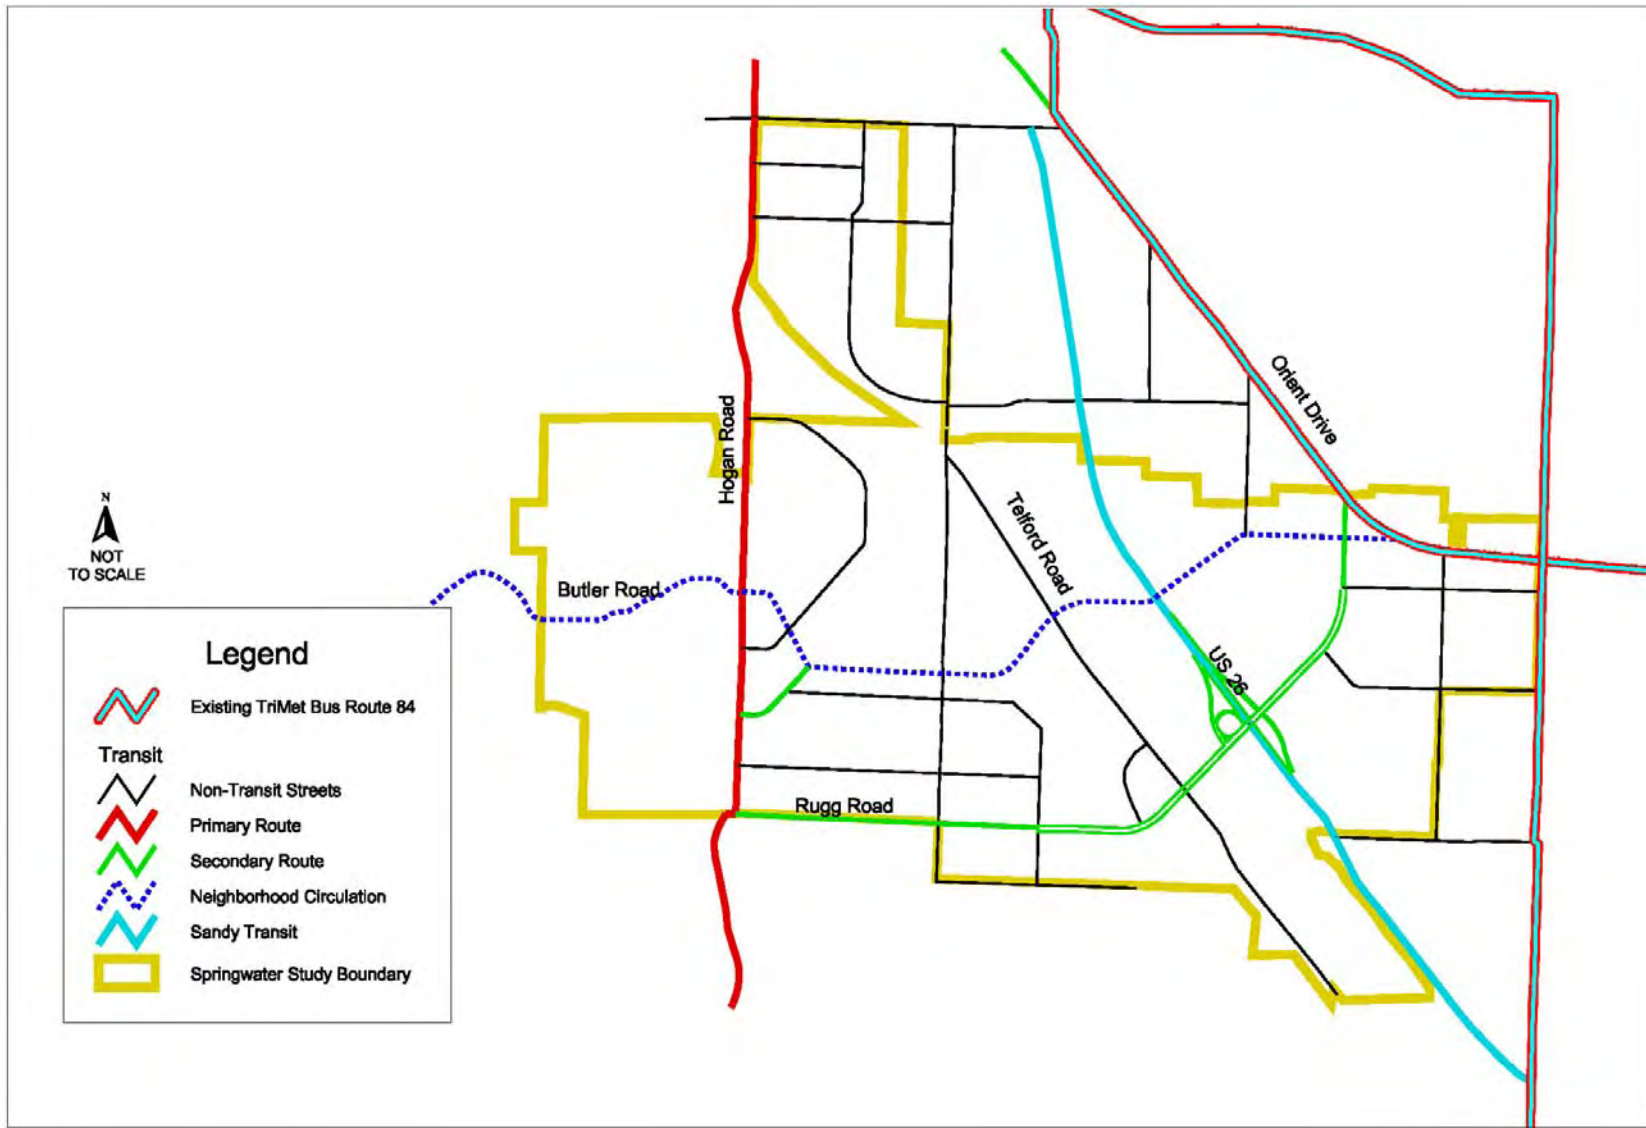 Orient Drive
Hogan Road
Telford Road
N
NOT
TO SCALE
Butler Road
US 26
Rugg Road
Legend
Existing TriMet Bus Route 84
Transit
Non-Transit Streets
Primary Route
Secondary Route
Neighborhood Circulation
Sandy Transit
Springwater Study Boundary